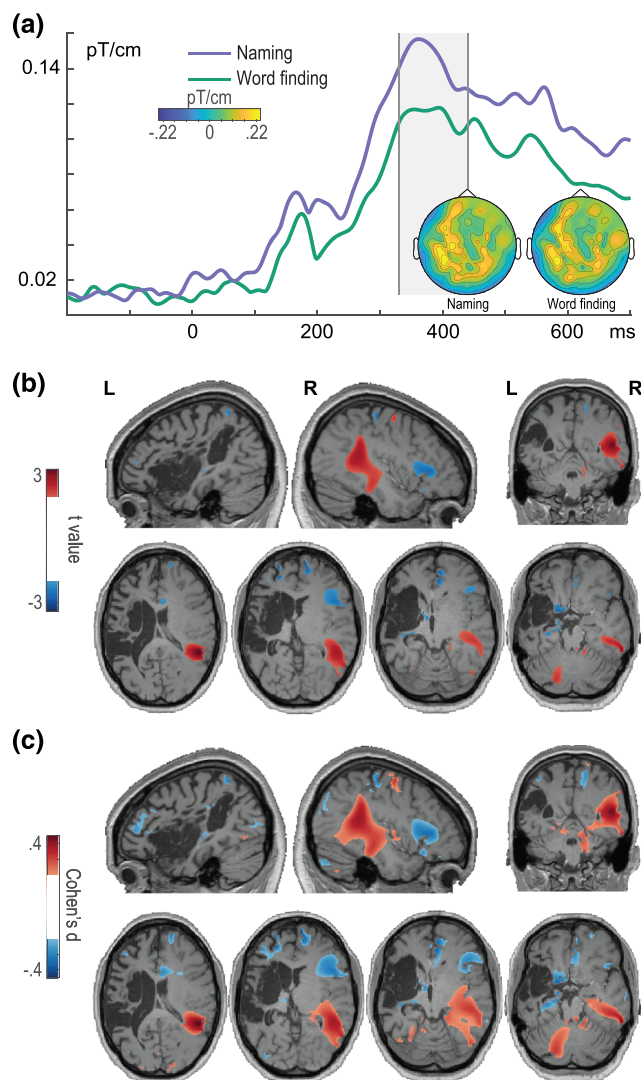 (a)
pT/cm
Naming
Word finding
0.14
pT/cm
-.22 0 .22
0.02
Naming Word finding
0 200 400 600 ms
(b)
L R L R
3
t value
-3
(c)
.4
Cohen's d
-.4